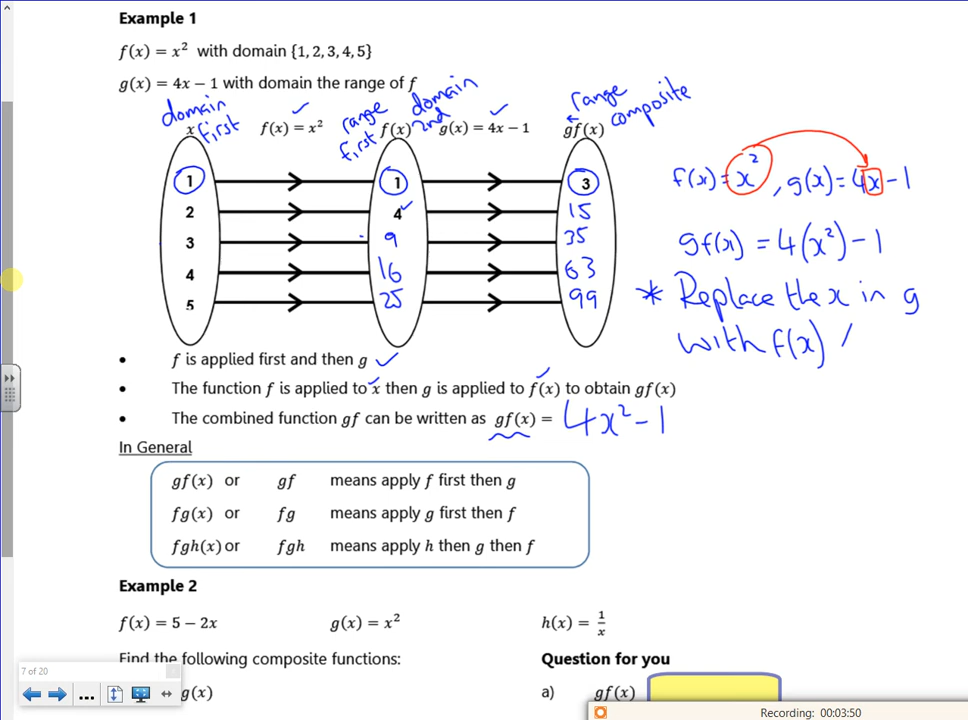 Example 1
f(x) = x² with domain {1, 2, 3, 4, 5}
g(x) = 4x − 1 with domain the range of f
domain first
x
f(x) = x²
range first
f(x)
domain 2nd
g(x) = 4x − 1
range composite
gf(x)
1 1 3
2 4 15
3 9 35
4 16 63
5 25 99
f(x) = x², g(x) = 4x − 1
gf(x) = 4(x²) − 1
* Replace the x in g
with f(x)
• f is applied first and then g
• The function f is applied to x then g is applied to f(x) to obtain gf(x)
• The combined function gf can be written as gf(x) = 4x² − 1
In General
gf(x) or gf means apply f first then g
fg(x) or fg means apply g first then f
fgh(x) or fgh means apply h then g then f
Example 2
f(x) = 5 − 2x g(x) = x² h(x) = 1/x
Find the following composite functions:
Question for you
7 of 20
g(x)
a) gf(x)
Recording: 00:03:50